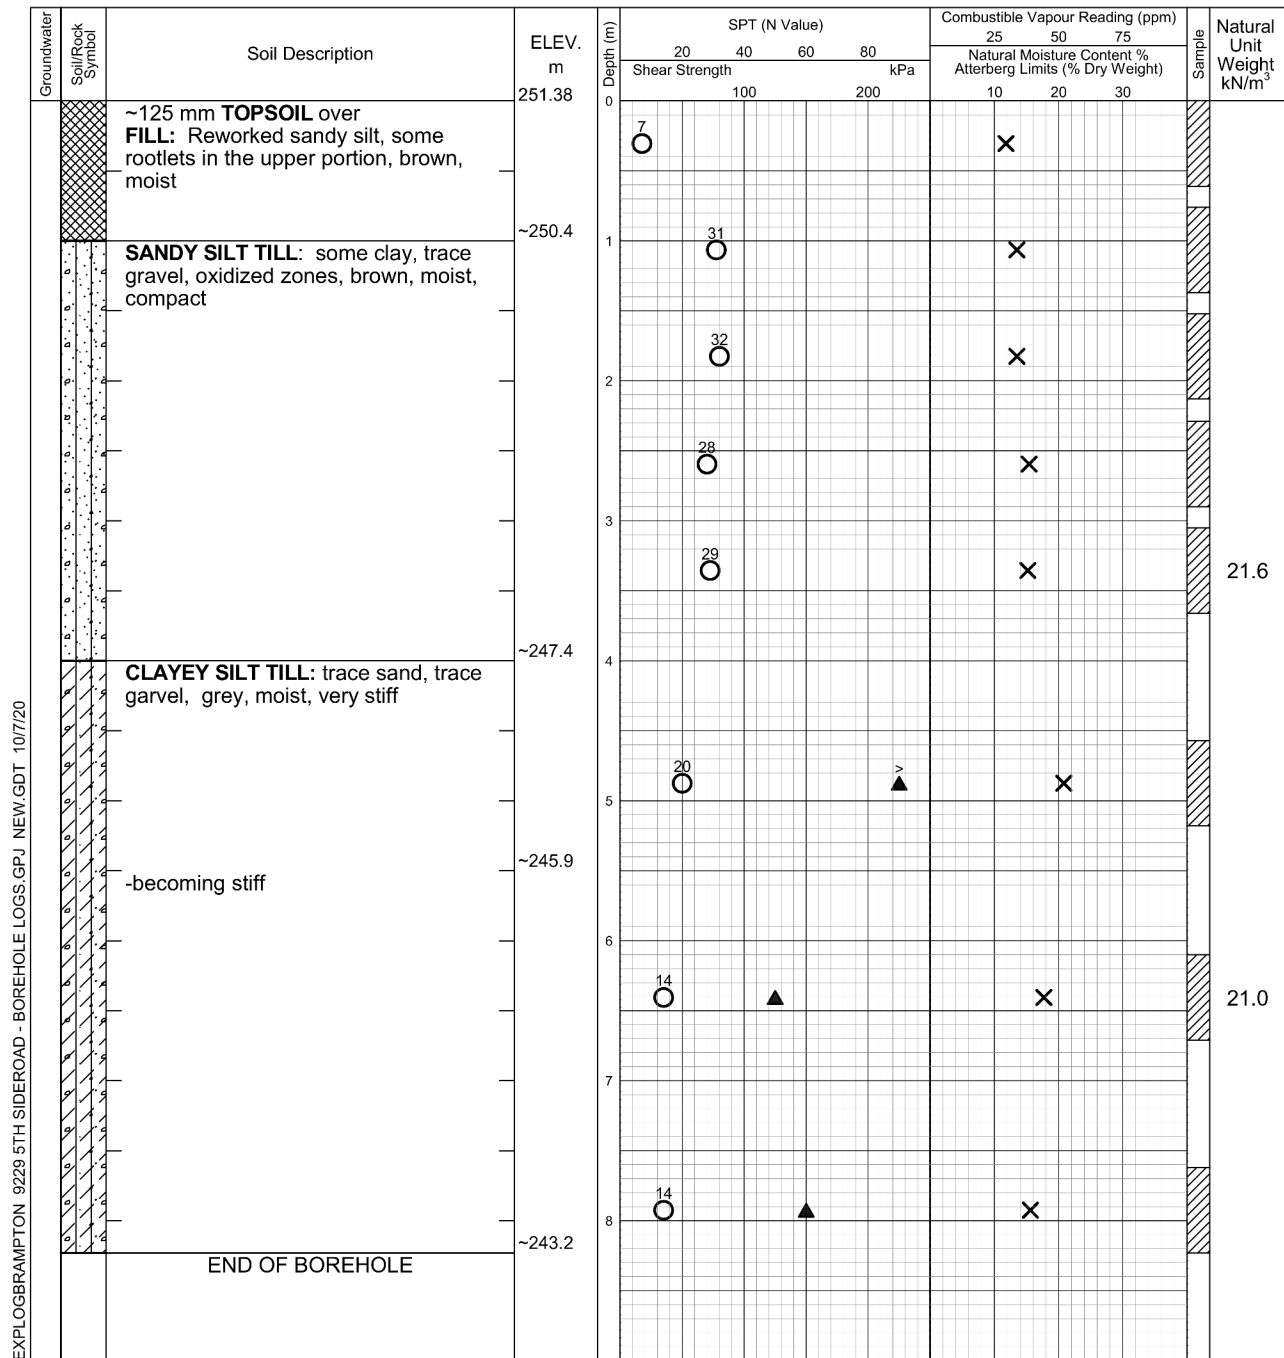 Groundwater
Soil/Rock
Symbol
Soil Description
ELEV.
m
251.38
Depth (m)
SPT (N Value)
20 40 60 80
Shear Strength kPa
100 200
Combustible Vapour Reading (ppm)
25 50 75
Natural Moisture Content %
Atterberg Limits (% Dry Weight)
10 20 30
Sample
Natural
Unit
Weight
kN/m³
0
~125 mm TOPSOIL over
FILL: Reworked sandy silt, some
rootlets in the upper portion, brown,
moist
7
~250.4
1
SANDY SILT TILL: some clay, trace
gravel, oxidized zones, brown, moist,
compact
31
32
2
28
3
29
21.6
~247.4
4
CLAYEY SILT TILL: trace sand, trace
garvel, grey, moist, very stiff
20
>
5
~245.9
-becoming stiff
6
14
21.0
7
14
8
~243.2
END OF BOREHOLE
EXPLOGBRAMPTON 9229 5TH SIDEROAD - BOREHOLE LOGS.GPJ NEW.GDT 10/7/20